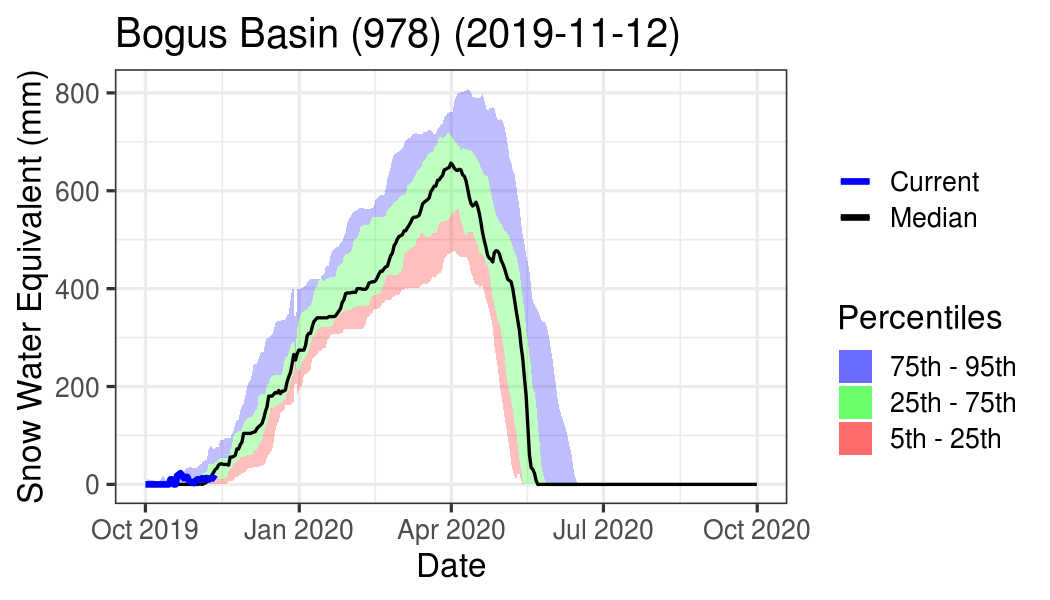 Bogus Basin (978) (2019-11-12)
Snow Water Equivalent (mm)
800
600
400
200
0
Oct 2019
Jan 2020
Apr 2020
Jul 2020
Oct 2020
Date
Current
Median
Percentiles
75th - 95th
25th - 75th
5th - 25th